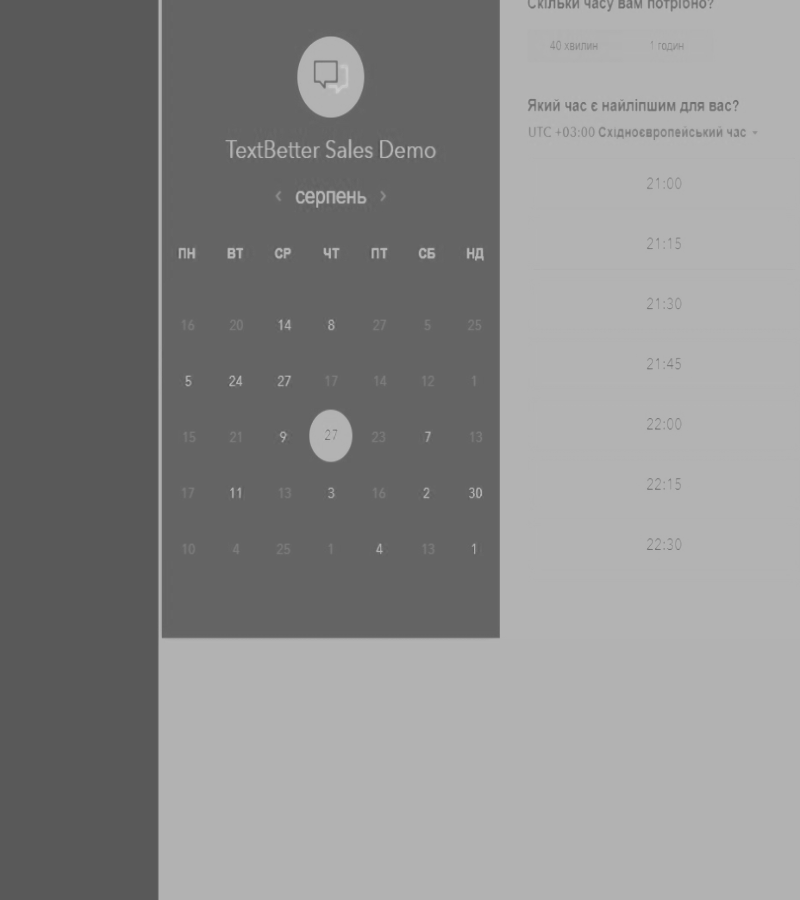 TextBetter Sales Demo
серпень
ПН ВТ СР ЧТ ПТ СБ НД
16 20 14 8 27 5 25
5 24 27 17 14 12 1
15 21 9 27 23 7 13
17 11 13 3 16 2 30
10 4 25 1 4 13 1
Скільки часу вам потрібно?
40 хвилин 1 годин
Який час є найліпшим для вас?
UTC +03:00 Східноєвропейський час
21:00
21:15
21:30
21:45
22:00
22:15
22:30